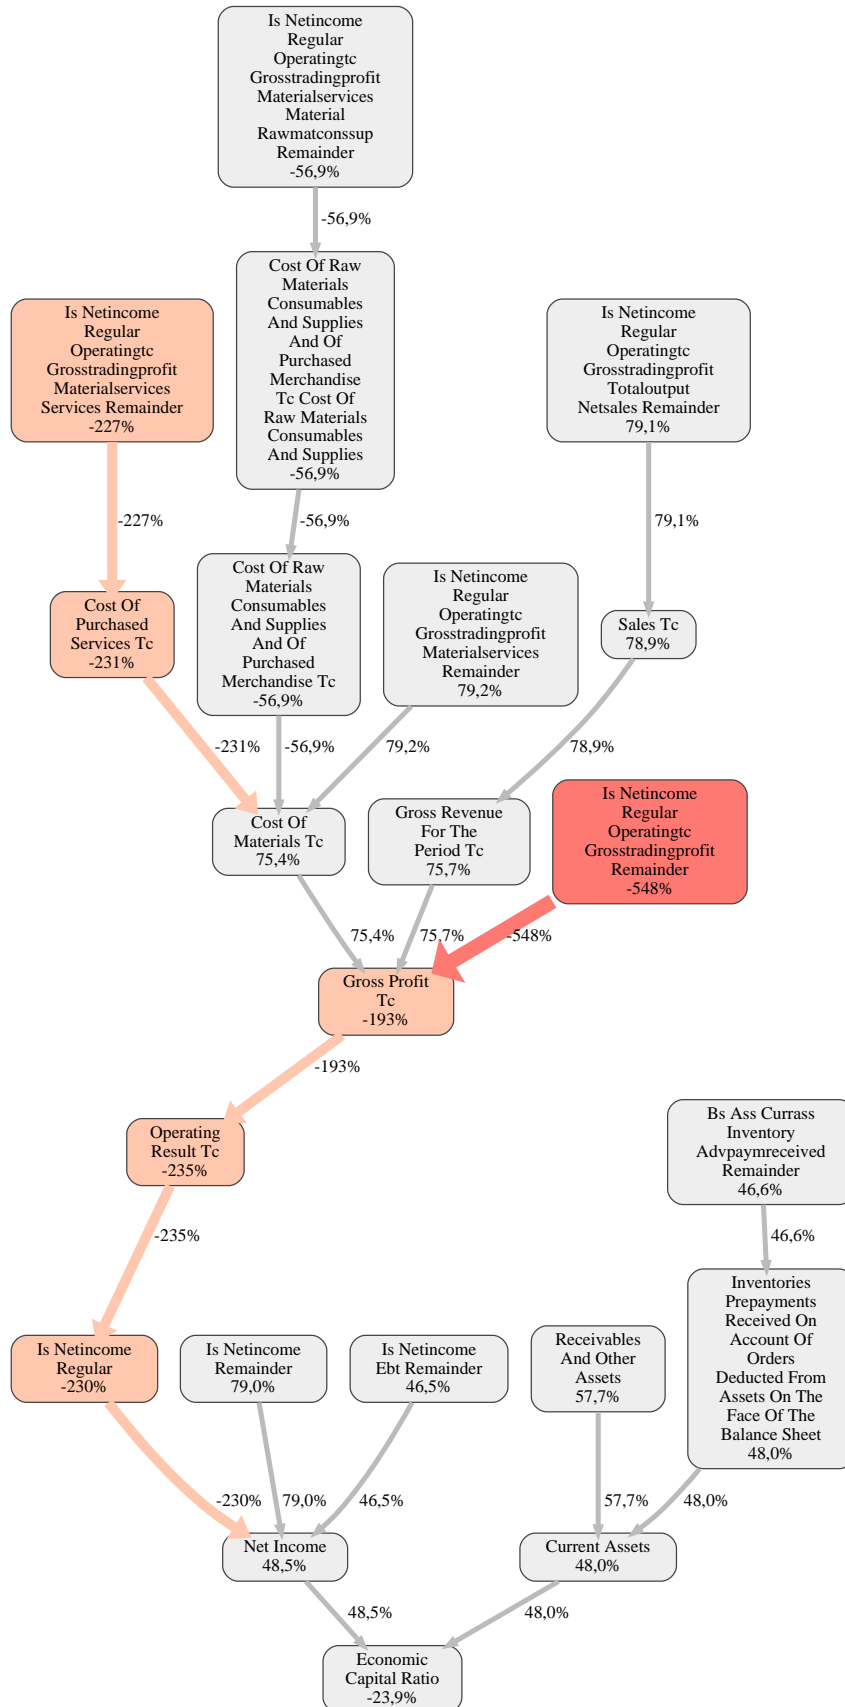 Is Netincome
Regular
Operatingtc
Grosstradingprofit
Materialservices
Material
Rawmatconssup
Remainder
-56,9%
-56,9%
Cost Of Raw
Materials
Consumables
And Supplies
And Of
Purchased
Merchandise
Tc Cost Of
Raw Materials
Consumables
And Supplies
-56,9%
Is Netincome
Regular
Operatingtc
Grosstradingprofit
Materialservices
Services Remainder
-227%
Is Netincome
Regular
Operatingtc
Grosstradingprofit
Totaloutput
Netsales Remainder
79,1%
-227%
-56,9%
79,1%
Cost Of
Purchased
Services Tc
-231%
Cost Of Raw
Materials
Consumables
And Supplies
And Of
Purchased
Merchandise Tc
-56,9%
Is Netincome
Regular
Operatingtc
Grosstradingprofit
Materialservices
Remainder
79,2%
Sales Tc
78,9%
-231%
-56,9%
79,2%
78,9%
Cost Of
Materials Tc
75,4%
Gross Revenue
For The
Period Tc
75,7%
Is Netincome
Regular
Operatingtc
Grosstradingprofit
Remainder
-548%
75,4%
75,7%
-548%
Gross Profit
Tc
-193%
-193%
Operating
Result Tc
-235%
Bs Ass Currass
Inventory
Advpaymreceived
Remainder
46,6%
-235%
46,6%
Is Netincome
Regular
-230%
Is Netincome
Remainder
79,0%
Is Netincome
Ebt Remainder
46,5%
Receivables
And Other
Assets
57,7%
Inventories
Prepayments
Received On
Account Of
Orders
Deducted From
Assets On The
Face Of The
Balance Sheet
48,0%
-230%
79,0%
46,5%
57,7%
48,0%
Net Income
48,5%
Current Assets
48,0%
48,5%
48,0%
Economic
Capital Ratio
-23,9%